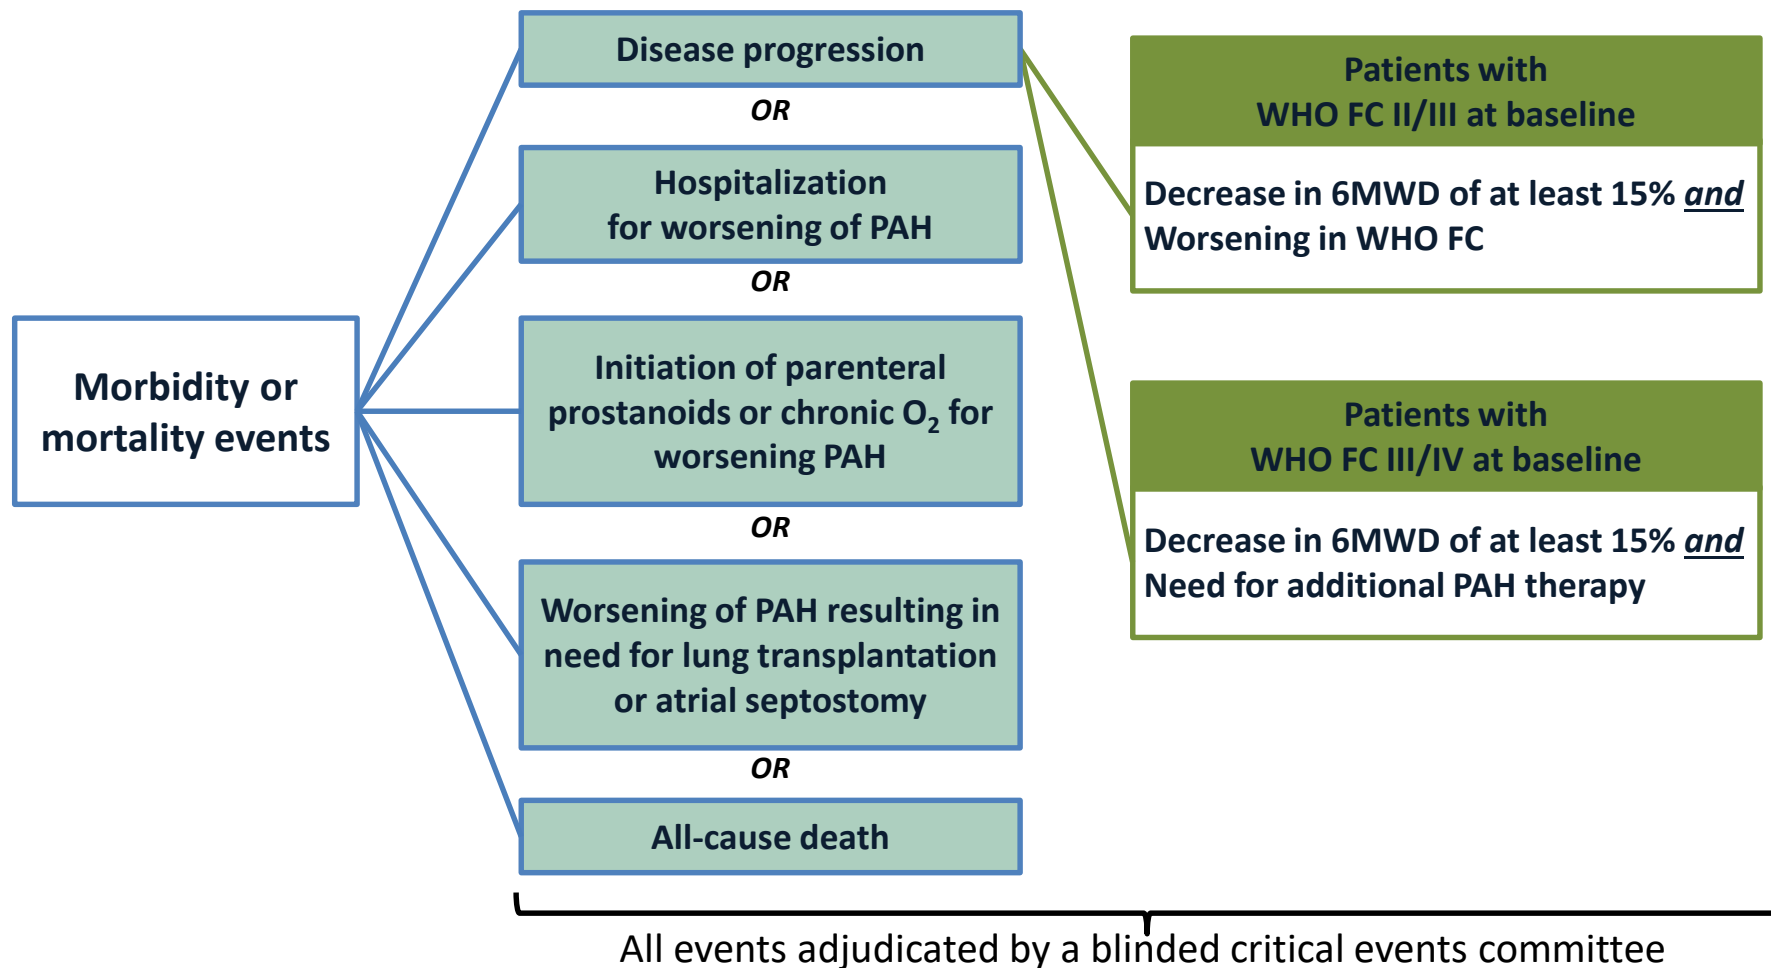 Morbidity or
mortality events
Disease progression
OR
Hospitalization
for worsening of PAH
OR
Initiation of parenteral
prostanoids or chronic O₂ for
worsening PAH
OR
Worsening of PAH resulting in
need for lung transplantation
or atrial septostomy
OR
All-cause death
Patients with
WHO FC II/III at baseline
Decrease in 6MWD of at least 15% and
Worsening in WHO FC
Patients with
WHO FC III/IV at baseline
Decrease in 6MWD of at least 15% and
Need for additional PAH therapy
All events adjudicated by a blinded critical events committee